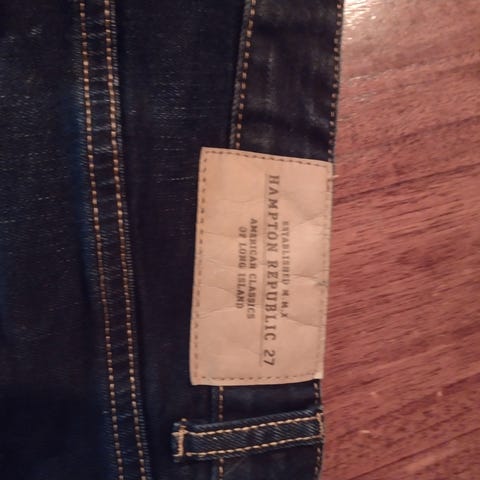 ESTABLISHED M.M.X
HAMPTON REPUBLIC 27
AMERICAN CLASSICS
OF LONG ISLAND